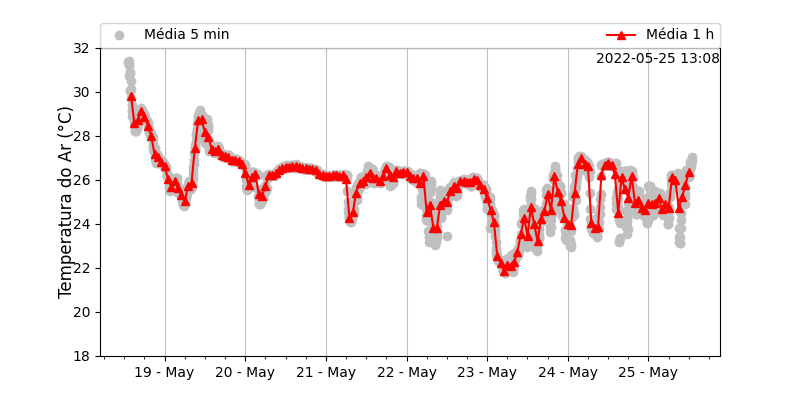 Média 5 min
Média 1 h
2022-05-25 13:08
Temperatura do Ar (°C)
32
30
28
26
24
22
20
18
19 - May
20 - May
21 - May
22 - May
23 - May
24 - May
25 - May